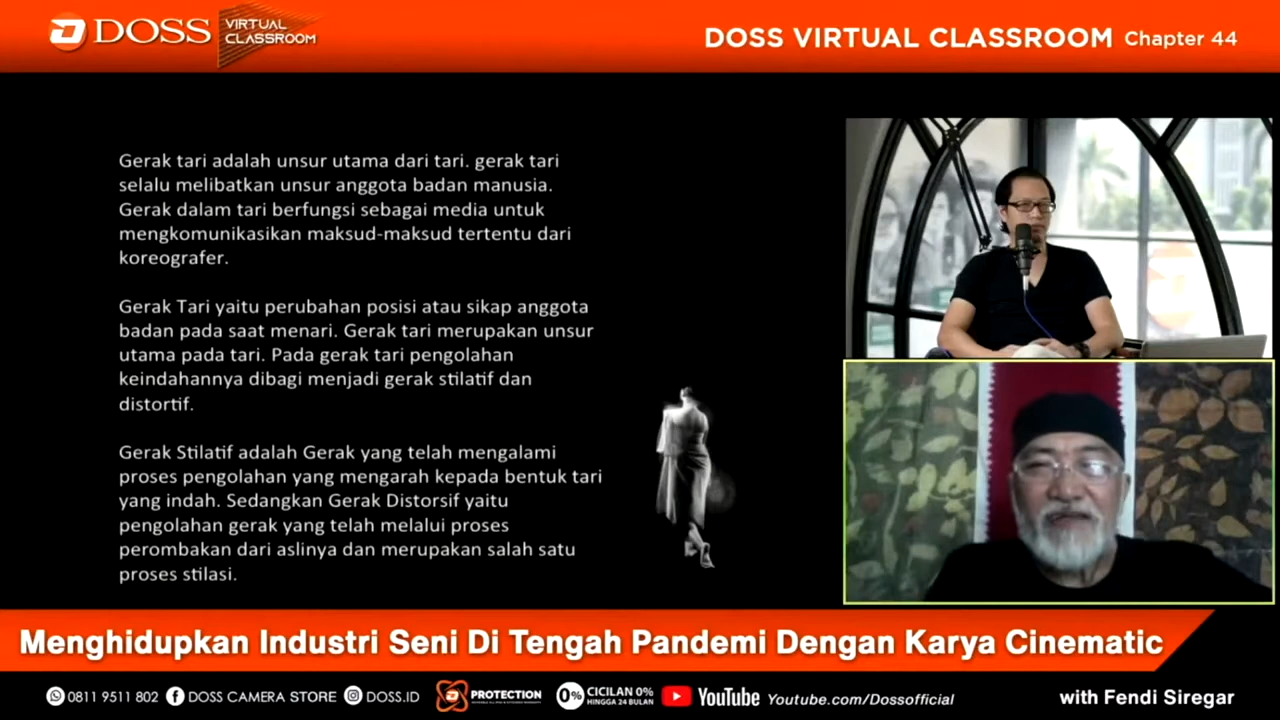 DOSS
VIRTUAL
CLASSROOM
DOSS VIRTUAL CLASSROOM Chapter 44
Gerak tari adalah unsur utama dari tari. gerak tari
selalu melibatkan unsur anggota badan manusia.
Gerak dalam tari berfungsi sebagai media untuk
mengkomunikasikan maksud-maksud tertentu dari
koreografer.
Gerak Tari yaitu perubahan posisi atau sikap anggota
badan pada saat menari. Gerak tari merupakan unsur
utama pada tari. Pada gerak tari pengolahan
keindahannya dibagi menjadi gerak stilatif dan
distortif.
Gerak Stilatif adalah Gerak yang telah mengalami
proses pengolahan yang mengarah kepada bentuk tari
yang indah. Sedangkan Gerak Distorsif yaitu
pengolahan gerak yang telah melalui proses
perombakan dari aslinya dan merupakan salah satu
proses stilasi.
Menghidupkan Industri Seni Di Tengah Pandemi Dengan Karya Cinematic
0811 9511 802 DOSS CAMERA STORE DOSS.ID PROTECTION 0% CICILAN 0% HINGGA 24 BULAN YouTube Youtube.com/Dossofficial with Fendi Siregar